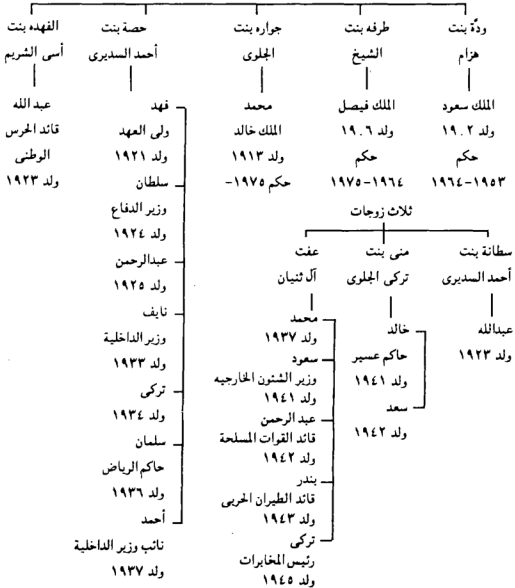 ودّة بنت
هزام
الملك سعود
ولد ١٩٠٢
حكم
١٩٥٣-١٩٦٤
طرفه بنت
الشيخ
الملك فيصل
ولد ١٩٠٦
حكم
١٩٦٤-١٩٧٥
جواره بنت
الجلوى
محمد
الملك خالد
ولد ١٩١٣
حكم ١٩٧٥-
حصة بنت
أحمد السديرى
فهد
ولى العهد
ولد ١٩٢١
سلطان
وزير الدفاع
ولد ١٩٢٤
عبدالرحمن
ولد ١٩٢٥
نايف
وزير الداخلية
ولد ١٩٣٣
تركى
ولد ١٩٣٤
سلمان
حاكم الرياض
ولد ١٩٣٦
أحمد
نائب وزير الداخلية
ولد ١٩٣٧
الفهده بنت
أسى الشريم
عبد الله
قائد الحرس
الوطنى
ولد ١٩٢٣
ثلاث زوجات
سطانة بنت
أحمد السديرى
عبدالله
ولد ١٩٢٣
منى بنت
تركى الجلوى
خالد
حاكم عسير
ولد ١٩٤١
سعد
ولد ١٩٤٢
عفت
آل ثنيان
محمد
ولد ١٩٣٧
سعود
وزير الشئون الخارجيه
ولد ١٩٤١
عبد الرحمن
قائد القوات المسلحة
ولد ١٩٤٢
بندر
قائد الطيران الحربى
ولد ١٩٤٣
تركى
رئيس المخابرات
ولد ١٩٤٥